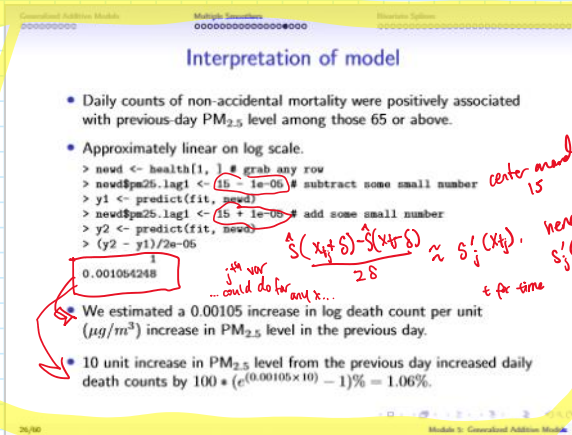 Generalized Additive Models
Multiple Smoothers
Bivariate Splines
Interpretation of model
• Daily counts of non-accidental mortality were positively associated
with previous-day PM2.5 level among those 65 or above.
• Approximately linear on log scale.
> newd <- health[1, ] # grab any row
> newd$pm25.lag1 <- 15 - 1e-06 # subtract some small number
> y1 <- predict(fit, newd)
> newd$pm25.lag1 <- 15 + 1e-06 # add some small number
> y2 <- predict(fit, newd)
> (y2 - y1)/2e-06
1
0.001054248
center
15
ŝ(xtj + δ) - ŝ(xtj - δ) / 2δ ≈ s'j(xtj),
jth var
... could do for any x...
t for time
• We estimated a 0.00105 increase in log death count per unit
(μg/m³) increase in PM2.5 level in the previous day.
• 10 unit increase in PM2.5 level from the previous day increased daily
death counts by 100 * (e^(0.00105×10) − 1)% = 1.06%.
26/60
Module 5: Generalized Additive Models